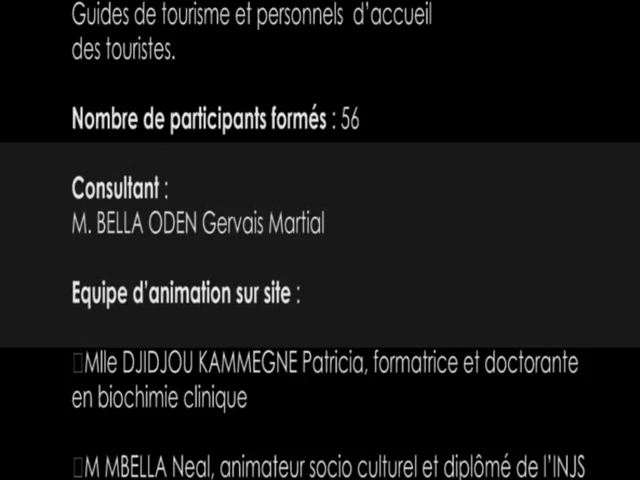 Guides de tourisme et personnels d'accueil
des touristes.
Nombre de participants formés : 56
Consultant :
M. BELLA ODEN Gervais Martial
Equipe d'animation sur site :
Mlle DJIDJOU KAMMEGNE Patricia, formatrice et doctorante
en biochimie clinique
M MBELLA Neal, animateur socio culturel et diplômé de l'INJS